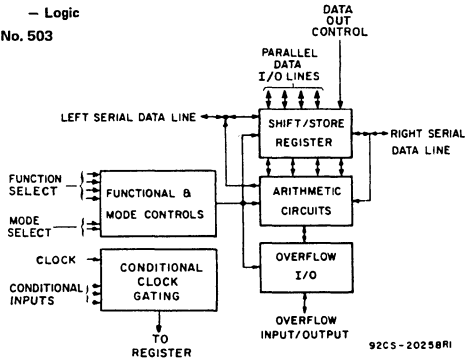 – Logic
No. 503
DATA
OUT
CONTROL
PARALLEL
DATA
I/O LINES
LEFT SERIAL DATA LINE
SHIFT/STORE
REGISTER
RIGHT SERIAL
DATA LINE
FUNCTION
SELECT
FUNCTIONAL &
MODE CONTROLS
MODE
SELECT
ARITHMETIC
CIRCUITS
CLOCK
CONDITIONAL
INPUTS
CONDITIONAL
CLOCK
GATING
OVERFLOW
I/O
TO
REGISTER
OVERFLOW
INPUT/OUTPUT
92CS-20258RI